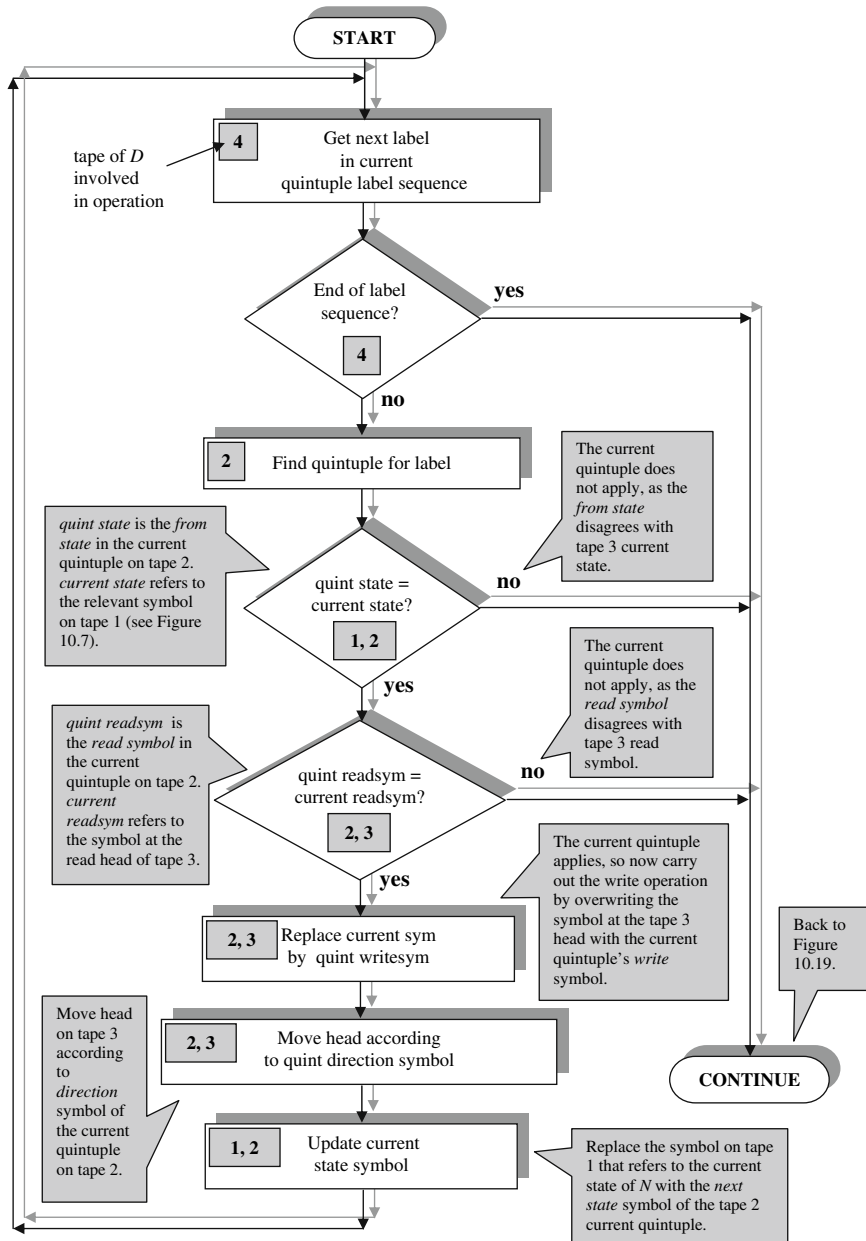 START
4
Get next label
in current
quintuple label sequence
tape of D
involved
in operation
End of label
sequence?
4
yes
no
2
Find quintuple for label
The current
quintuple does
not apply, as the
from state
disagrees with
tape 3 current
state.
quint state is the from
state in the current
quintuple on tape 2.
current state refers to
the relevant symbol
on tape 1 (see Figure
10.7).
quint state =
current state?
1, 2
no
yes
The current
quintuple does
not apply, as the
read symbol
disagrees with
tape 3 read
symbol.
quint readsym is
the read symbol in
the current
quintuple on tape 2.
current
readsym refers to
the symbol at the
read head of tape 3.
quint readsym =
current readsym?
2, 3
no
yes
The current quintuple
applies, so now carry
out the write operation
by overwriting the
symbol at the tape 3
head with the current
quintuple's write
symbol.
2, 3
Replace current sym
by quint writesym
Back to
Figure
10.19.
Move head
on tape 3
according
to
direction
symbol of
the current
quintuple
on tape 2.
2, 3
Move head according
to quint direction symbol
CONTINUE
1, 2
Update current
state symbol
Replace the symbol on tape
1 that refers to the current
state of N with the next
state symbol of the tape 2
current quintuple.